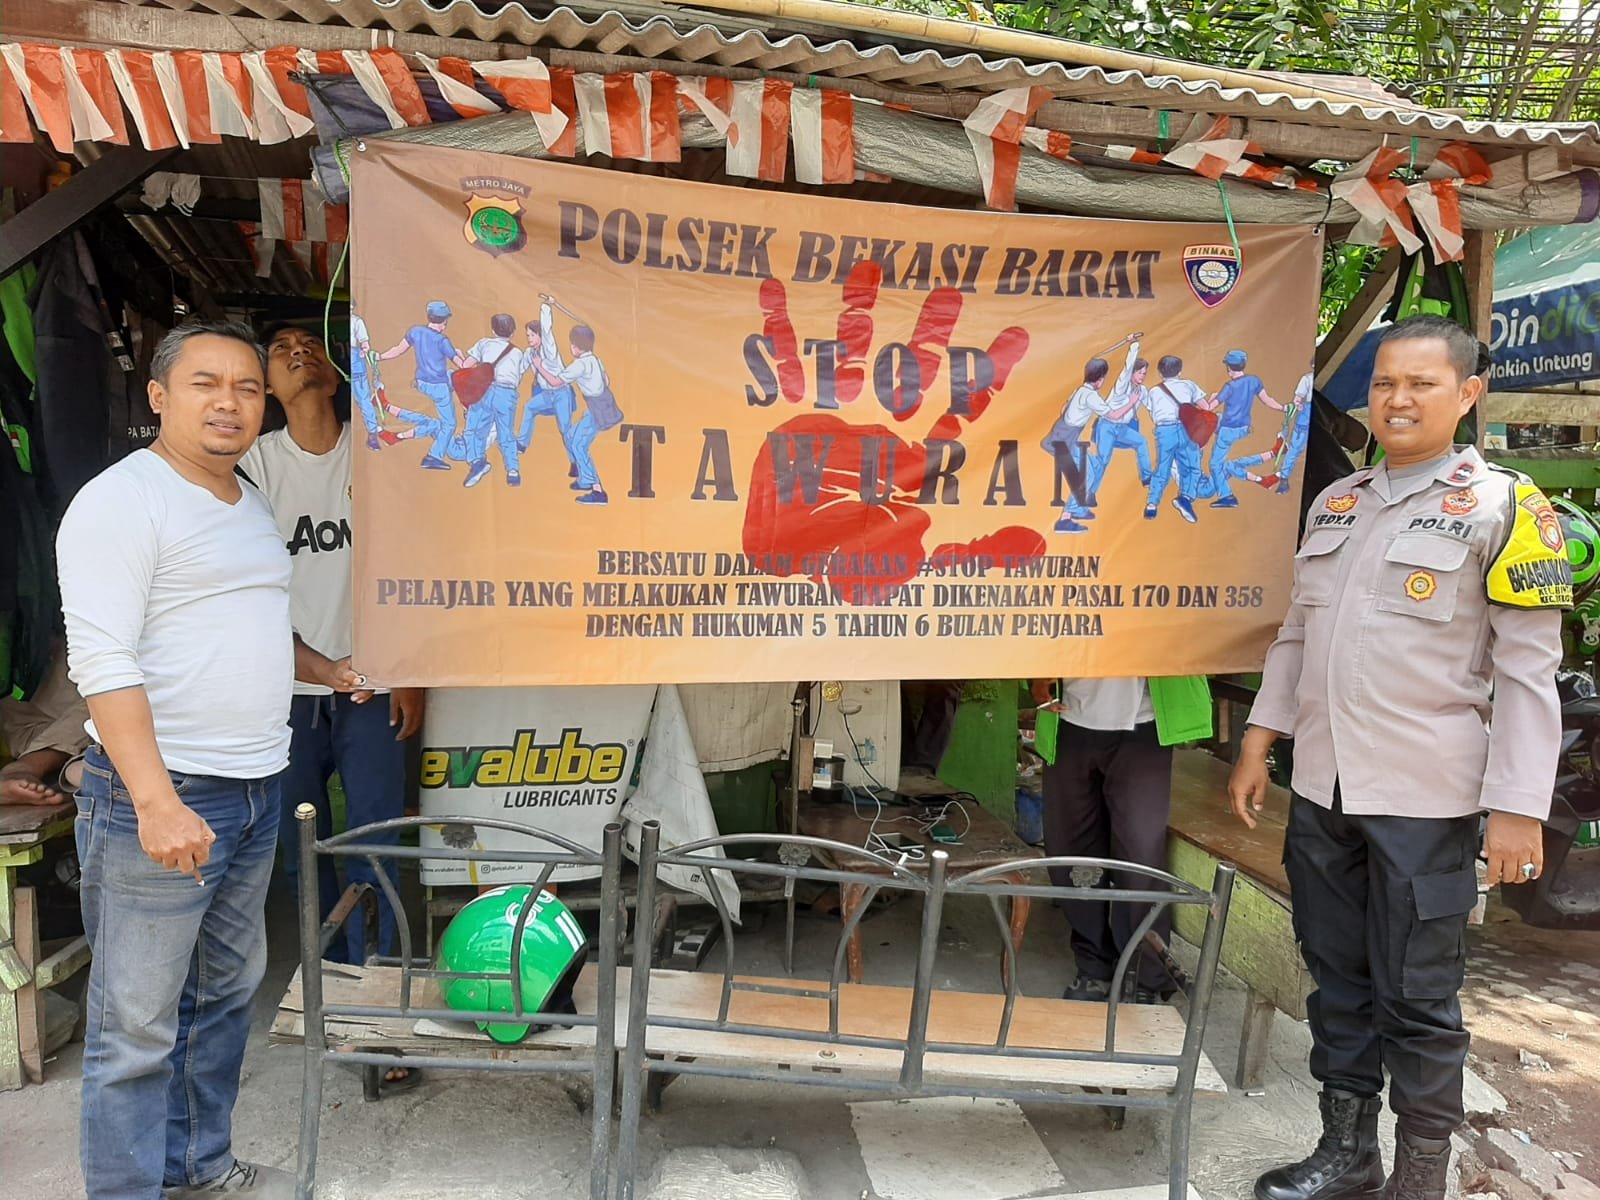 METRO JAYA
POLSEK BEKASI BARAT
BINMAS
STOP
TAWURAN
BERSATU DALAM GERAKAN #STOP TAWURAN
PELAJAR YANG MELAKUKAN TAWURAN DAPAT DIKENAKAN PASAL 170 DAN 358
DENGAN HUKUMAN 5 TAHUN 6 BULAN PENJARA
AON
TEDY.R
POLRI
evalube
LUBRICANTS
Makin Untung